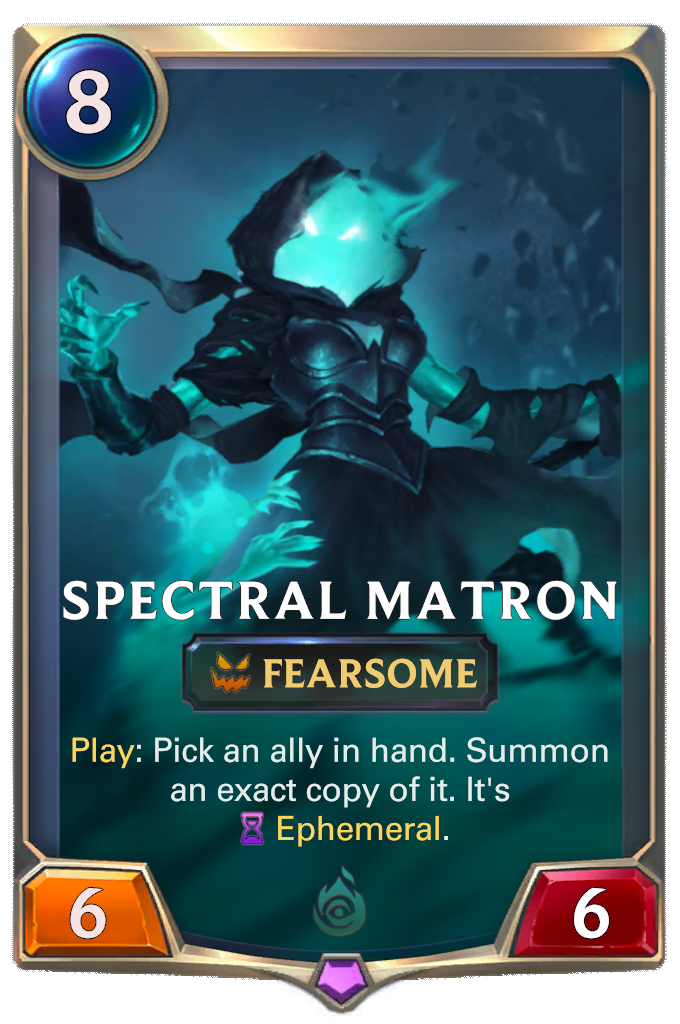 8
SPECTRAL MATRON
FEARSOME
Play: Pick an ally in hand. Summon
an exact copy of it. It's
Ephemeral.
6
6